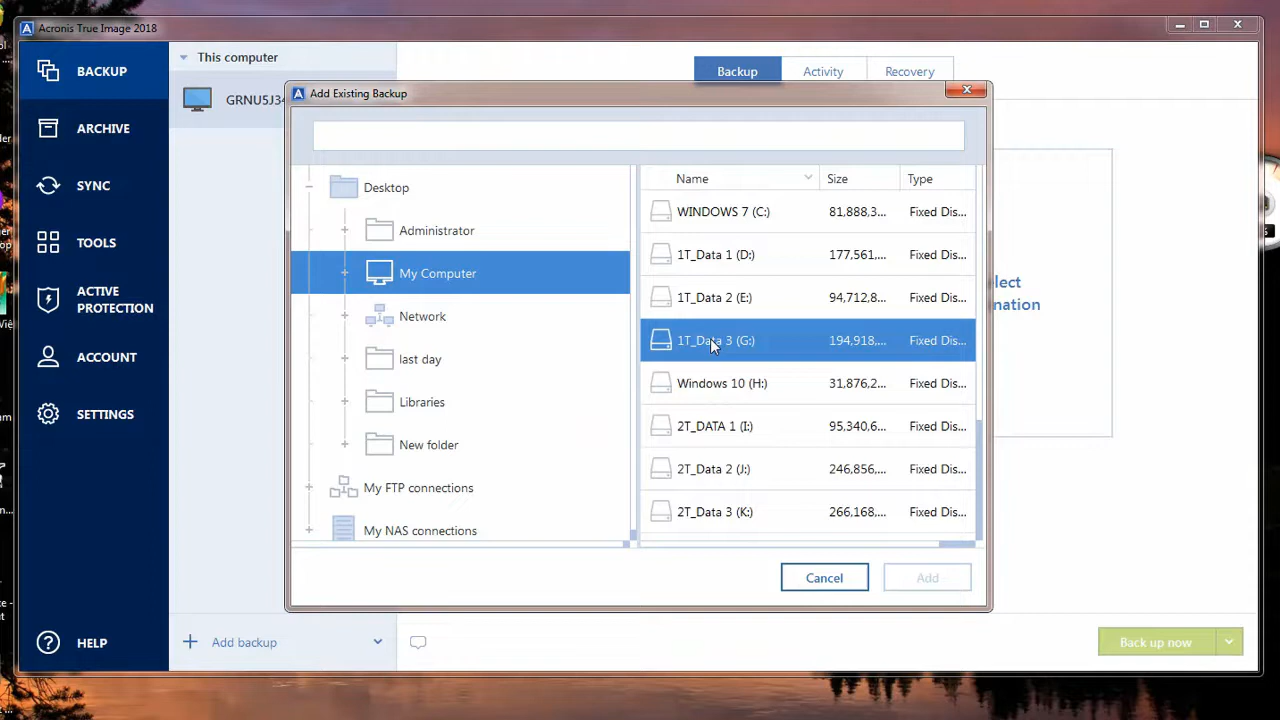 Acronis True Image 2018
BACKUP
ARCHIVE
SYNC
TOOLS
ACTIVE
PROTECTION
ACCOUNT
SETTINGS
HELP
This computer
GRNU5J34
Add backup
Backup
Activity
Recovery
lect
nation
Back up now
Add Existing Backup
Desktop
Administrator
My Computer
Network
last day
Libraries
New folder
My FTP connections
My NAS connections
Name Size Type
WINDOWS 7 (C:) 81,888,3... Fixed Dis...
1T_Data 1 (D:) 177,561,... Fixed Dis...
1T_Data 2 (E:) 94,712,8... Fixed Dis...
1T_Data 3 (G:) 194,918,... Fixed Dis...
Windows 10 (H:) 31,876,2... Fixed Dis...
2T_DATA 1 (I:) 95,340,6... Fixed Dis...
2T_Data 2 (J:) 246,856,... Fixed Dis...
2T_Data 3 (K:) 266,168,... Fixed Dis...
Cancel
Add